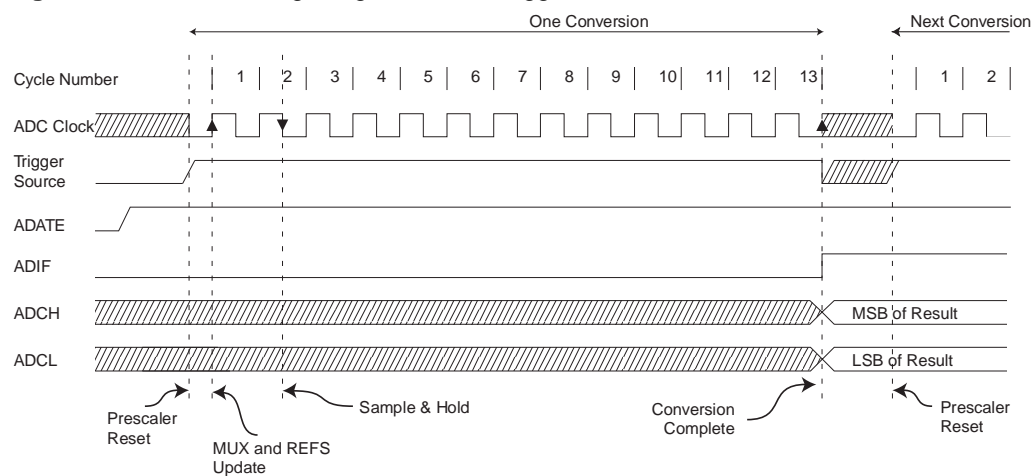 One Conversion Next Conversion
Cycle Number 1 2 3 4 5 6 7 8 9 10 11 12 13 1 2
ADC Clock
Trigger
Source
ADATE
ADIF
ADCH MSB of Result
ADCL LSB of Result
Prescaler
Reset
MUX and REFS
Update
Sample & Hold
Conversion
Complete
Prescaler
Reset